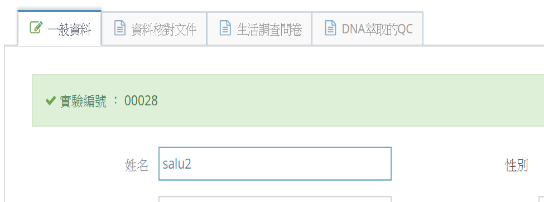 一般資料 資料核對文件 生活調查問卷 DNA萃取的QC
實驗編號 : 00028
姓名 salu2 性別